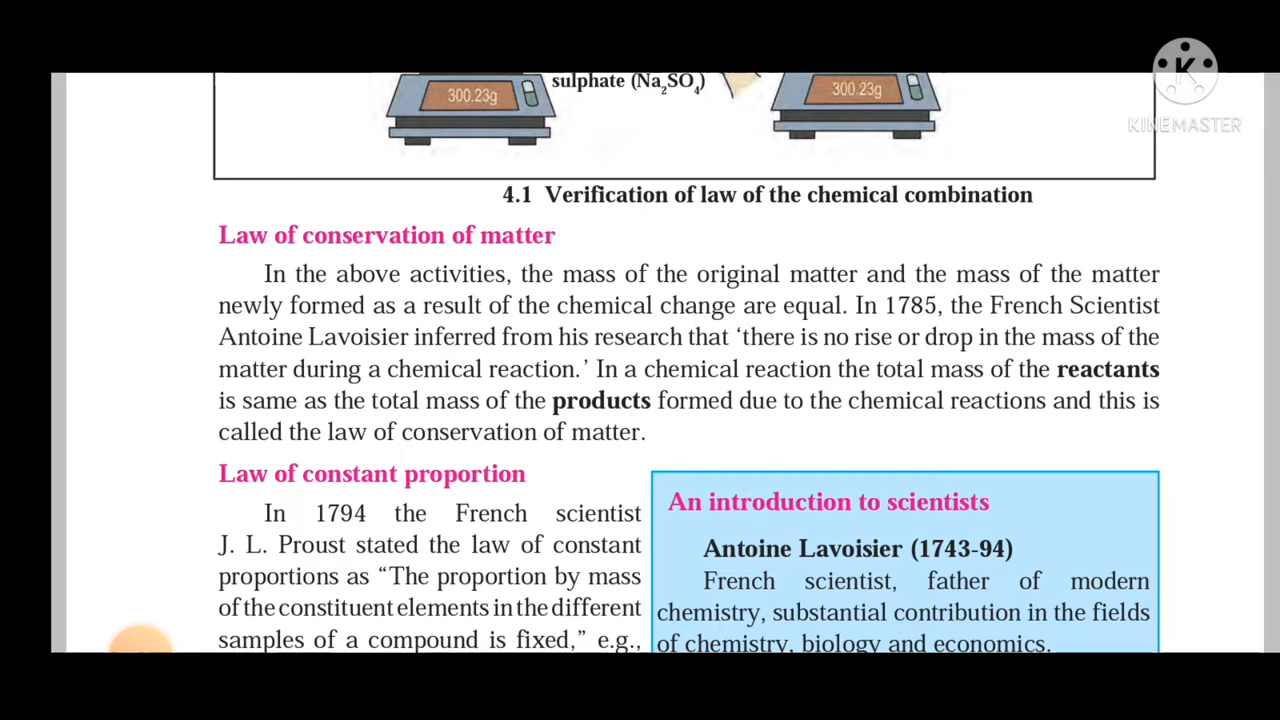 sulphate (Na₂SO₄)
300.23g
300.23g
K
KINEMASTER
4.1 Verification of law of the chemical combination
Law of conservation of matter
In the above activities, the mass of the original matter and the mass of the matter
newly formed as a result of the chemical change are equal. In 1785, the French Scientist
Antoine Lavoisier inferred from his research that ‘there is no rise or drop in the mass of the
matter during a chemical reaction.’ In a chemical reaction the total mass of the reactants
is same as the total mass of the products formed due to the chemical reactions and this is
called the law of conservation of matter.
Law of constant proportion
In 1794 the French scientist
J. L. Proust stated the law of constant
proportions as “The proportion by mass
of the constituent elements in the different
samples of a compound is fixed,” e.g.,
An introduction to scientists
Antoine Lavoisier (1743-94)
French scientist, father of modern
chemistry, substantial contribution in the fields
of chemistry, biology and economics.